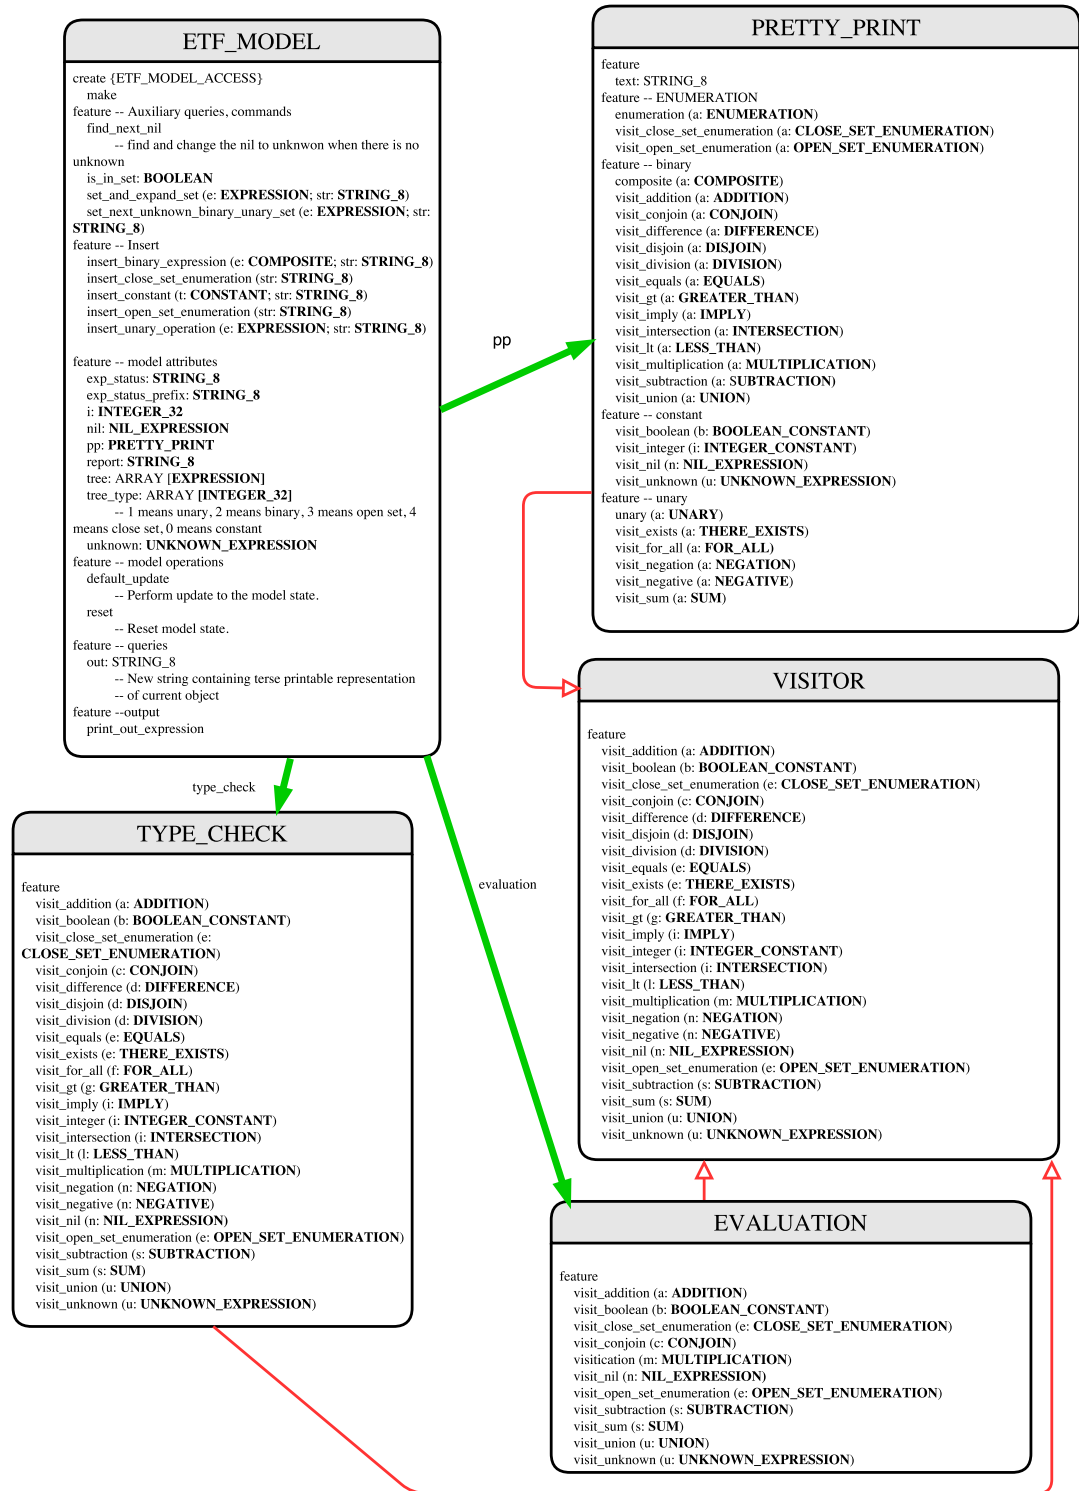 ETF_MODEL
create {ETF_MODEL_ACCESS}
make
feature -- Auxiliary queries, commands
find_next_nil
-- find and change the nil to unknwon when there is no
unknown
is_in_set: BOOLEAN
set_and_expand_set (e: EXPRESSION; str: STRING_8)
set_next_unknown_binary_unary_set (e: EXPRESSION; str:
STRING_8)
feature -- Insert
insert_binary_expression (e: COMPOSITE; str: STRING_8)
insert_close_set_enumeration (str: STRING_8)
insert_constant (t: CONSTANT; str: STRING_8)
insert_open_set_enumeration (str: STRING_8)
insert_unary_operation (e: EXPRESSION; str: STRING_8)
feature -- model attributes
exp_status: STRING_8
exp_status_prefix: STRING_8
i: INTEGER_32
nil: NIL_EXPRESSION
pp: PRETTY_PRINT
report: STRING_8
tree: ARRAY [EXPRESSION]
tree_type: ARRAY [INTEGER_32]
-- 1 means unary, 2 means binary, 3 means open set, 4
means close set, 0 means constant
unknown: UNKNOWN_EXPRESSION
feature -- model operations
default_update
-- Perform update to the model state.
reset
-- Reset model state.
feature -- queries
out: STRING_8
-- New string containing terse printable representation
-- of current object
feature --output
print_out_expression
pp
PRETTY_PRINT
feature
text: STRING_8
feature -- ENUMERATION
enumeration (a: ENUMERATION)
visit_close_set_enumeration (a: CLOSE_SET_ENUMERATION)
visit_open_set_enumeration (a: OPEN_SET_ENUMERATION)
feature -- binary
composite (a: COMPOSITE)
visit_addition (a: ADDITION)
visit_conjoin (a: CONJOIN)
visit_difference (a: DIFFERENCE)
visit_disjoin (a: DISJOIN)
visit_division (a: DIVISION)
visit_equals (a: EQUALS)
visit_gt (a: GREATER_THAN)
visit_imply (a: IMPLY)
visit_intersection (a: INTERSECTION)
visit_lt (a: LESS_THAN)
visit_multiplication (a: MULTIPLICATION)
visit_subtraction (a: SUBTRACTION)
visit_union (a: UNION)
feature -- constant
visit_boolean (b: BOOLEAN_CONSTANT)
visit_integer (i: INTEGER_CONSTANT)
visit_nil (n: NIL_EXPRESSION)
visit_unknown (u: UNKNOWN_EXPRESSION)
feature -- unary
unary (a: UNARY)
visit_exists (a: THERE_EXISTS)
visit_for_all (a: FOR_ALL)
visit_negation (a: NEGATION)
visit_negative (a: NEGATIVE)
visit_sum (a: SUM)
type_check
TYPE_CHECK
feature
visit_addition (a: ADDITION)
visit_boolean (b: BOOLEAN_CONSTANT)
visit_close_set_enumeration (e:
CLOSE_SET_ENUMERATION)
visit_conjoin (c: CONJOIN)
visit_difference (d: DIFFERENCE)
visit_disjoin (d: DISJOIN)
visit_division (d: DIVISION)
visit_equals (e: EQUALS)
visit_exists (e: THERE_EXISTS)
visit_for_all (f: FOR_ALL)
visit_gt (g: GREATER_THAN)
visit_imply (i: IMPLY)
visit_integer (i: INTEGER_CONSTANT)
visit_intersection (i: INTERSECTION)
visit_lt (l: LESS_THAN)
visit_multiplication (m: MULTIPLICATION)
visit_negation (n: NEGATION)
visit_negative (n: NEGATIVE)
visit_nil (n: NIL_EXPRESSION)
visit_open_set_enumeration (e: OPEN_SET_ENUMERATION)
visit_subtraction (s: SUBTRACTION)
visit_sum (s: SUM)
visit_union (u: UNION)
visit_unknown (u: UNKNOWN_EXPRESSION)
evaluation
VISITOR
feature
visit_addition (a: ADDITION)
visit_boolean (b: BOOLEAN_CONSTANT)
visit_close_set_enumeration (e: CLOSE_SET_ENUMERATION)
visit_conjoin (c: CONJOIN)
visit_difference (d: DIFFERENCE)
visit_disjoin (d: DISJOIN)
visit_division (d: DIVISION)
visit_equals (e: EQUALS)
visit_exists (e: THERE_EXISTS)
visit_for_all (f: FOR_ALL)
visit_gt (g: GREATER_THAN)
visit_imply (i: IMPLY)
visit_integer (i: INTEGER_CONSTANT)
visit_intersection (i: INTERSECTION)
visit_lt (l: LESS_THAN)
visit_multiplication (m: MULTIPLICATION)
visit_negation (n: NEGATION)
visit_negative (n: NEGATIVE)
visit_nil (n: NIL_EXPRESSION)
visit_open_set_enumeration (e: OPEN_SET_ENUMERATION)
visit_subtraction (s: SUBTRACTION)
visit_sum (s: SUM)
visit_union (u: UNION)
visit_unknown (u: UNKNOWN_EXPRESSION)
EVALUATION
feature
visit_addition (a: ADDITION)
visit_boolean (b: BOOLEAN_CONSTANT)
visit_close_set_enumeration (e: CLOSE_SET_ENUMERATION)
visit_conjoin (c: CONJOIN)
visitication (m: MULTIPLICATION)
visit_nil (n: NIL_EXPRESSION)
visit_open_set_enumeration (e: OPEN_SET_ENUMERATION)
visit_subtraction (s: SUBTRACTION)
visit_sum (s: SUM)
visit_union (u: UNION)
visit_unknown (u: UNKNOWN_EXPRESSION)